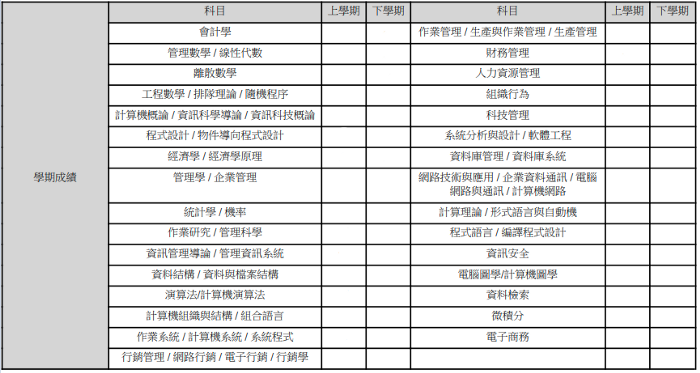 科目 上學期 下學期 科目 上學期 下學期
會計學 作業管理 / 生產與作業管理 / 生產管理
管理數學 / 線性代數 財務管理
離散數學 人力資源管理
工程數學 / 排隊理論 / 隨機程序 組織行為
計算機概論 / 資訊科學導論 / 資訊科技概論 科技管理
程式設計 / 物件導向程式設計 系統分析與設計 / 軟體工程
經濟學 / 經濟學原理 資料庫管理 / 資料庫系統
學期成績 管理學 / 企業管理 網路技術與應用 / 企業資料通訊 / 電腦
網路與通訊 / 計算機網路
統計學 / 機率 計算理論 / 形式語言與自動機
作業研究 / 管理科學 程式語言 / 編譯程式設計
資訊管理導論 / 管理資訊系統 資訊安全
資料結構 / 資料與檔案結構 電腦圖學/計算機圖學
演算法/計算機演算法 資料檢索
計算機組織與結構 / 組合語言 微積分
作業系統 / 計算機系統 / 系統程式 電子商務
行銷管理 / 網路行銷 / 電子行銷 / 行銷學